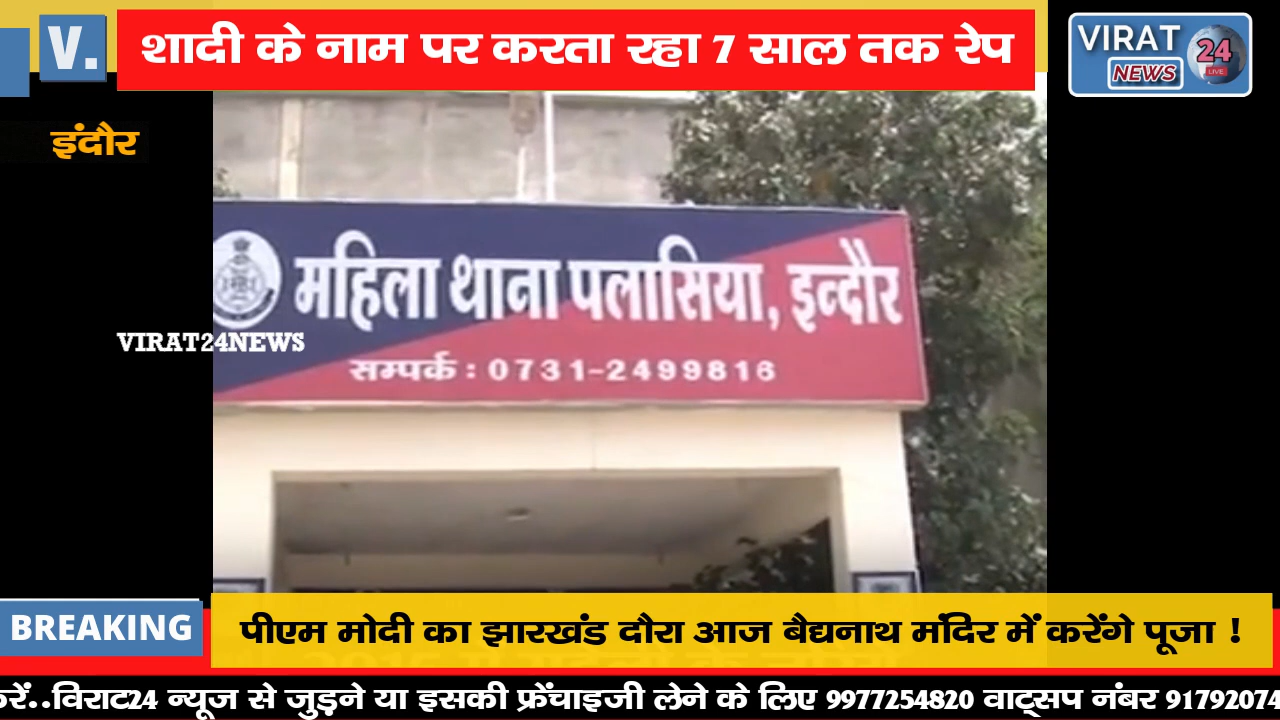 V.
शादी के नाम पर करता रहा 7 साल तक रेप
VIRAT
24
NEWS
LIVE
इंदौर
महिला थाना पलासिया, इन्दौर
VIRAT24NEWS
सम्पर्क : 0731-2499816
BREAKING
पीएम मोदी का झारखंड दौरा आज बैद्यनाथ मंदिर में करेंगे पूजा !
करें..विराट24 न्यूज से जुड़ने या इसकी फ्रेंचाइजी लेने के लिए 9977254820 वाट्सप नंबर 91792074